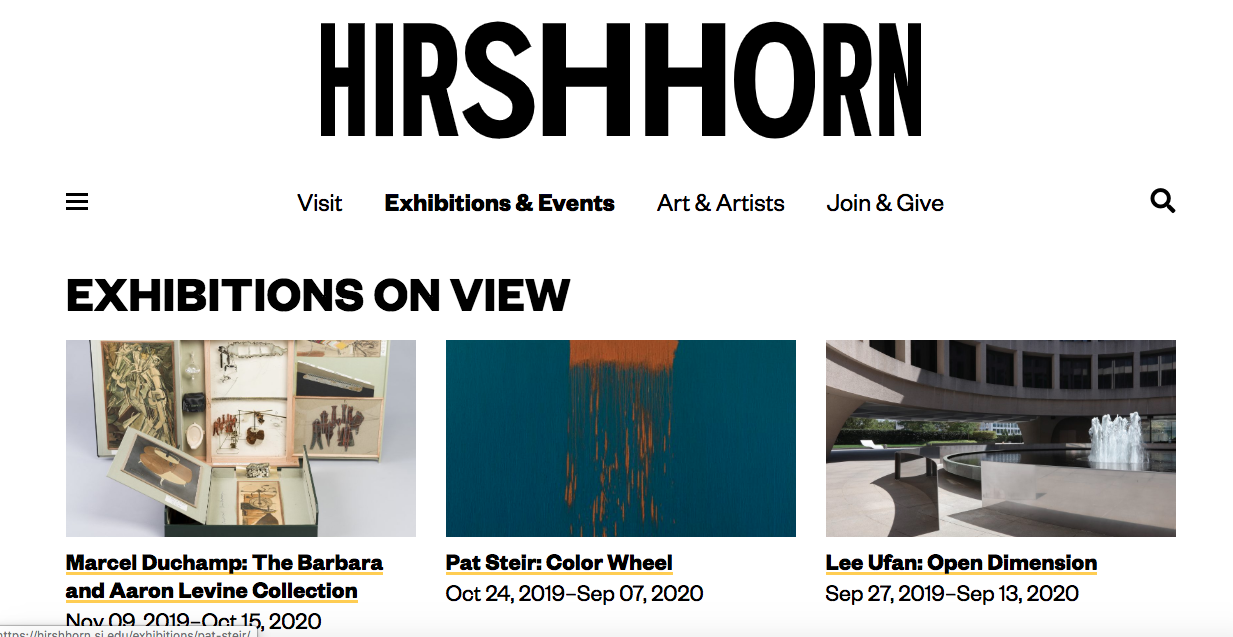 HIRSHHORN
Visit Exhibitions & Events Art & Artists Join & Give
EXHIBITIONS ON VIEW
Marcel Duchamp: The Barbara
and Aaron Levine Collection
Nov 09, 2019–Oct 15, 2020
Pat Steir: Color Wheel
Oct 24, 2019–Sep 07, 2020
Lee Ufan: Open Dimension
Sep 27, 2019–Sep 13, 2020
https://hirshhorn.si.edu/exhibitions/pat-steir/